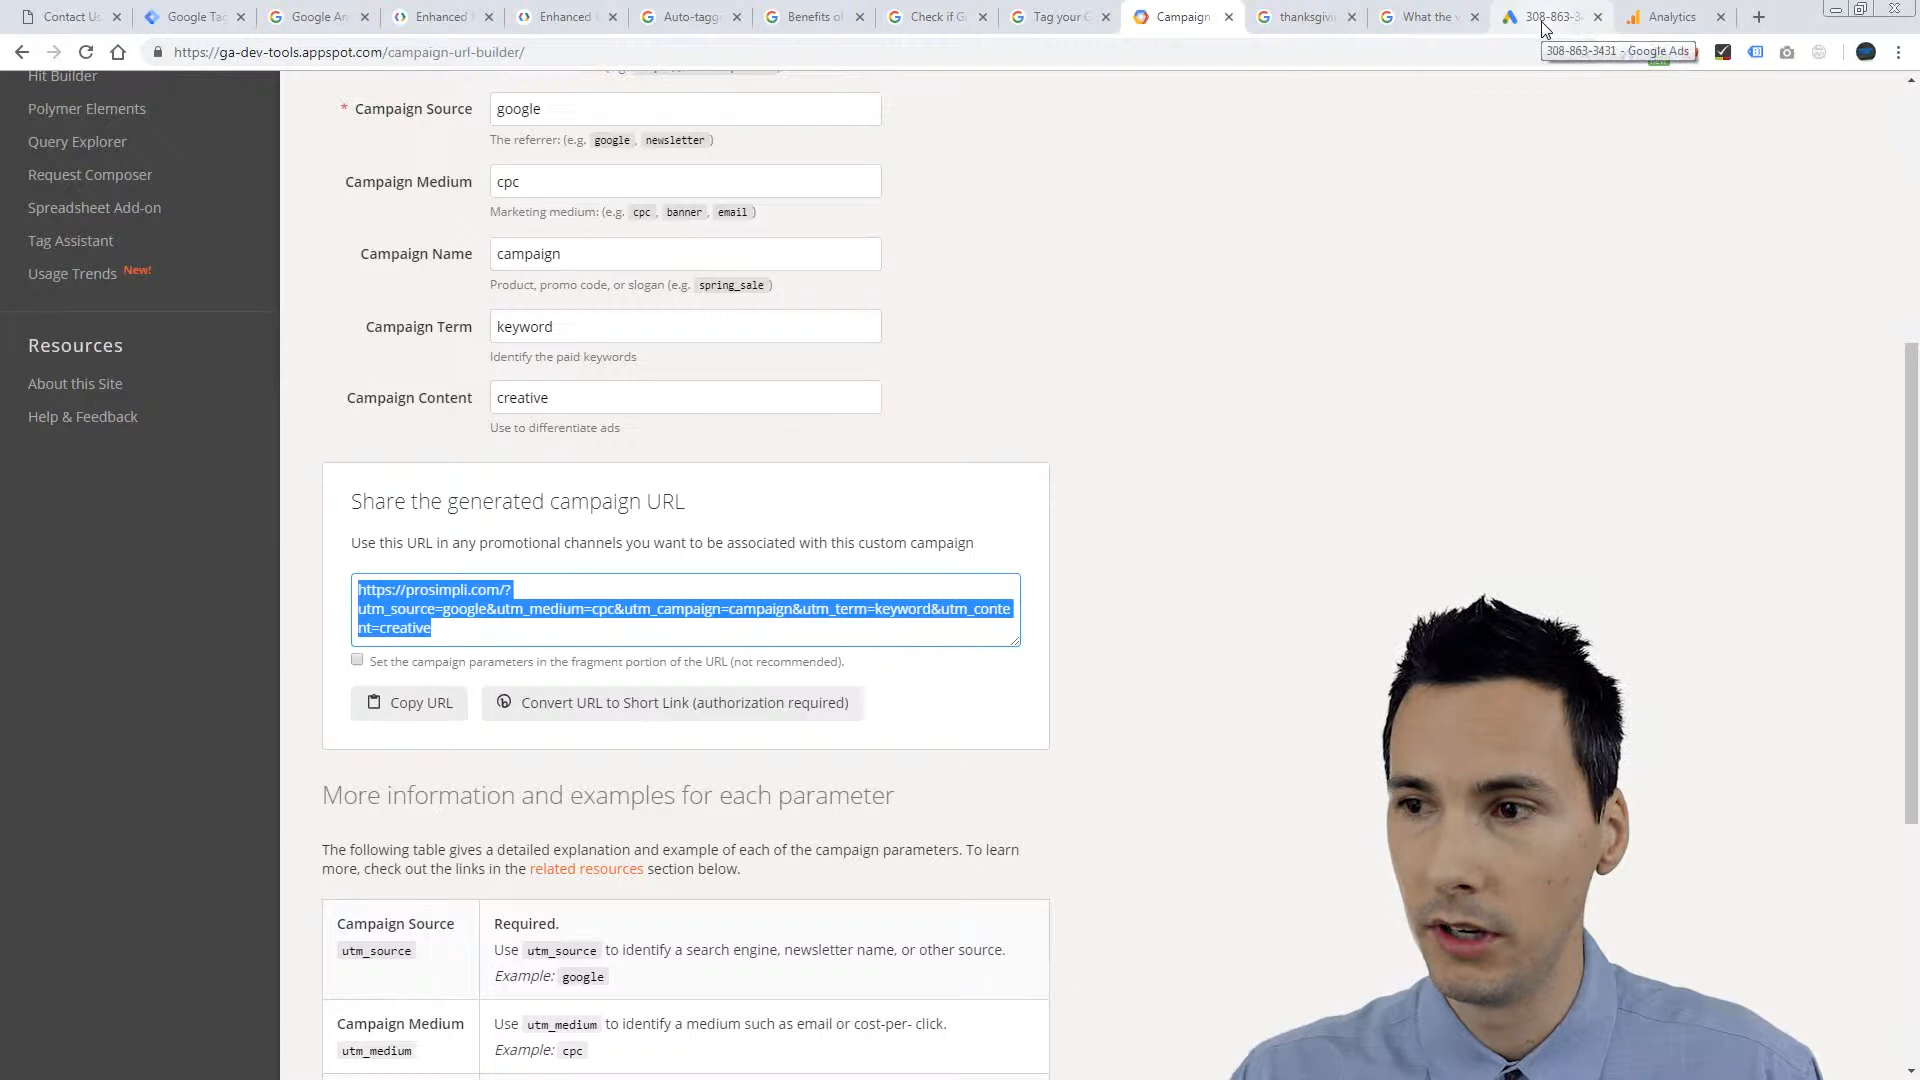 Contact Us
Google Ta
Google An
Enhanced
Enhanced
Auto-tagg
Benefits of
Check if G
Tag your G
Campaign
thanksgivi
What the
308-863-3
Analytics
https://ga-dev-tools.appspot.com/campaign-url-builder/
308-863-3431 - Google Ads
Hit Builder
Polymer Elements
Query Explorer
Request Composer
Spreadsheet Add-on
Tag Assistant
Usage Trends New!
Resources
About this Site
Help & Feedback
* Campaign Source
google
The referrer: (e.g. google, newsletter)
Campaign Medium
cpc
Marketing medium: (e.g. cpc, banner, email)
Campaign Name
campaign
Product, promo code, or slogan (e.g. spring_sale)
Campaign Term
keyword
Identify the paid keywords
Campaign Content
creative
Use to differentiate ads
Share the generated campaign URL
Use this URL in any promotional channels you want to be associated with this custom campaign
https://prosimpli.com/?
utm_source=google&utm_medium=cpc&utm_campaign=campaign&utm_term=keyword&utm_conte
nt=creative
Set the campaign parameters in the fragment portion of the URL (not recommended).
Copy URL
Convert URL to Short Link (authorization required)
More information and examples for each parameter
The following table gives a detailed explanation and example of each of the campaign parameters. To learn
more, check out the links in the related resources section below.
Campaign Source
utm_source
Required.
Use utm_source to identify a search engine, newsletter name, or other source.
Example: google
Campaign Medium
utm_medium
Use utm_medium to identify a medium such as email or cost-per- click.
Example: cpc